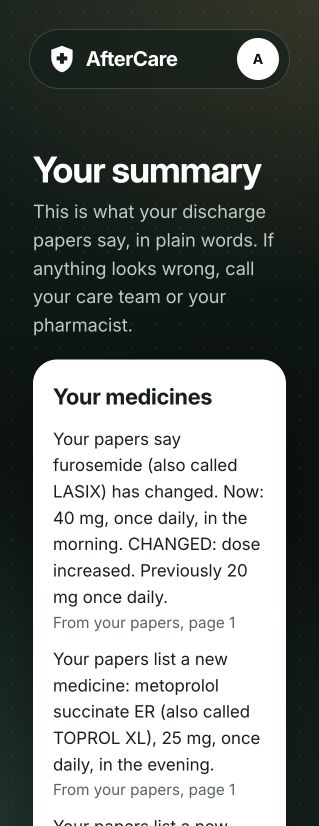 AfterCare
A
Your summary
This is what your discharge
papers say, in plain words. If
anything looks wrong, call
your care team or your
pharmacist.
Your medicines
Your papers say
furosemide (also called
LASIX) has changed. Now:
40 mg, once daily, in the
morning. CHANGED: dose
increased. Previously 20
mg once daily.
From your papers, page 1
Your papers list a new
medicine: metoprolol
succinate ER (also called
TOPROL XL), 25 mg, once
daily, in the evening.
From your papers, page 1
Your papers list a new